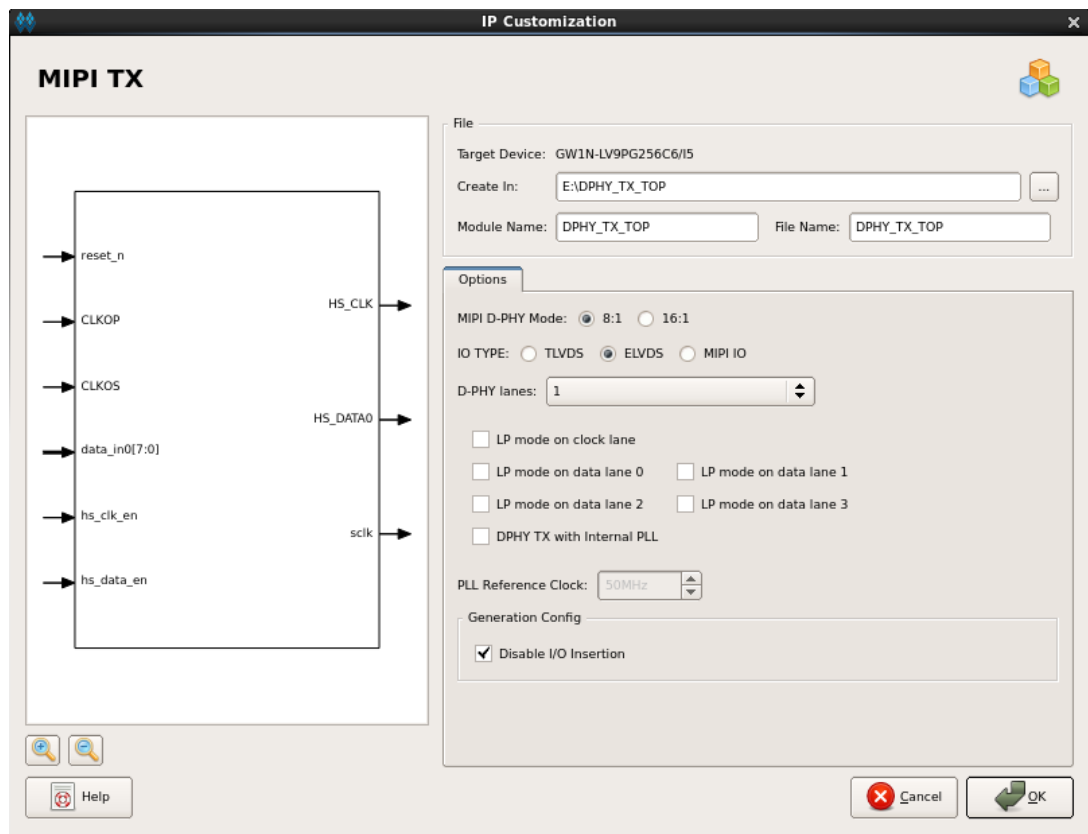 IP Customization
MIPI TX
File
Target Device: GW1N-LV9PG256C6/I5
Create In: E:\DPHY_TX_TOP ...
Module Name: DPHY_TX_TOP File Name: DPHY_TX_TOP
reset_n
CLKOP
CLKOS
data_in0[7:0]
hs_clk_en
hs_data_en
HS_CLK
HS_DATA0
sclk
Options
MIPI D-PHY Mode: 8:1 16:1
IO TYPE: TLVDS ELVDS MIPI IO
D-PHY lanes: 1
LP mode on clock lane
LP mode on data lane 0 LP mode on data lane 1
LP mode on data lane 2 LP mode on data lane 3
DPHY TX with Internal PLL
PLL Reference Clock: 50MHz
Generation Config
Disable I/O Insertion
Help
Cancel OK